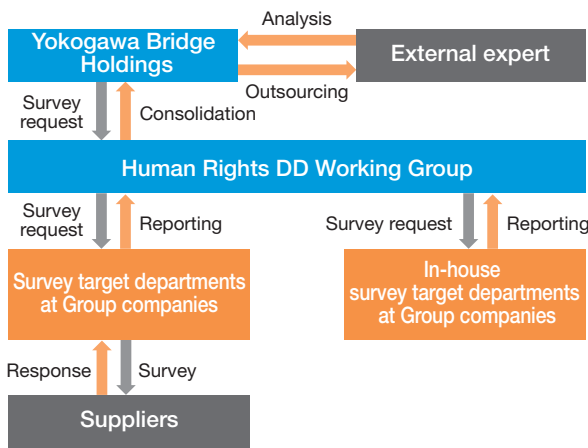 Analysis
Yokogawa Bridge
Holdings
External expert
Outsourcing
Survey
request
Consolidation
Human Rights DD Working Group
Survey
request
Reporting
Survey request
Reporting
Survey target departments
at Group companies
In-house
survey target departments
at Group companies
Response
Survey
Suppliers